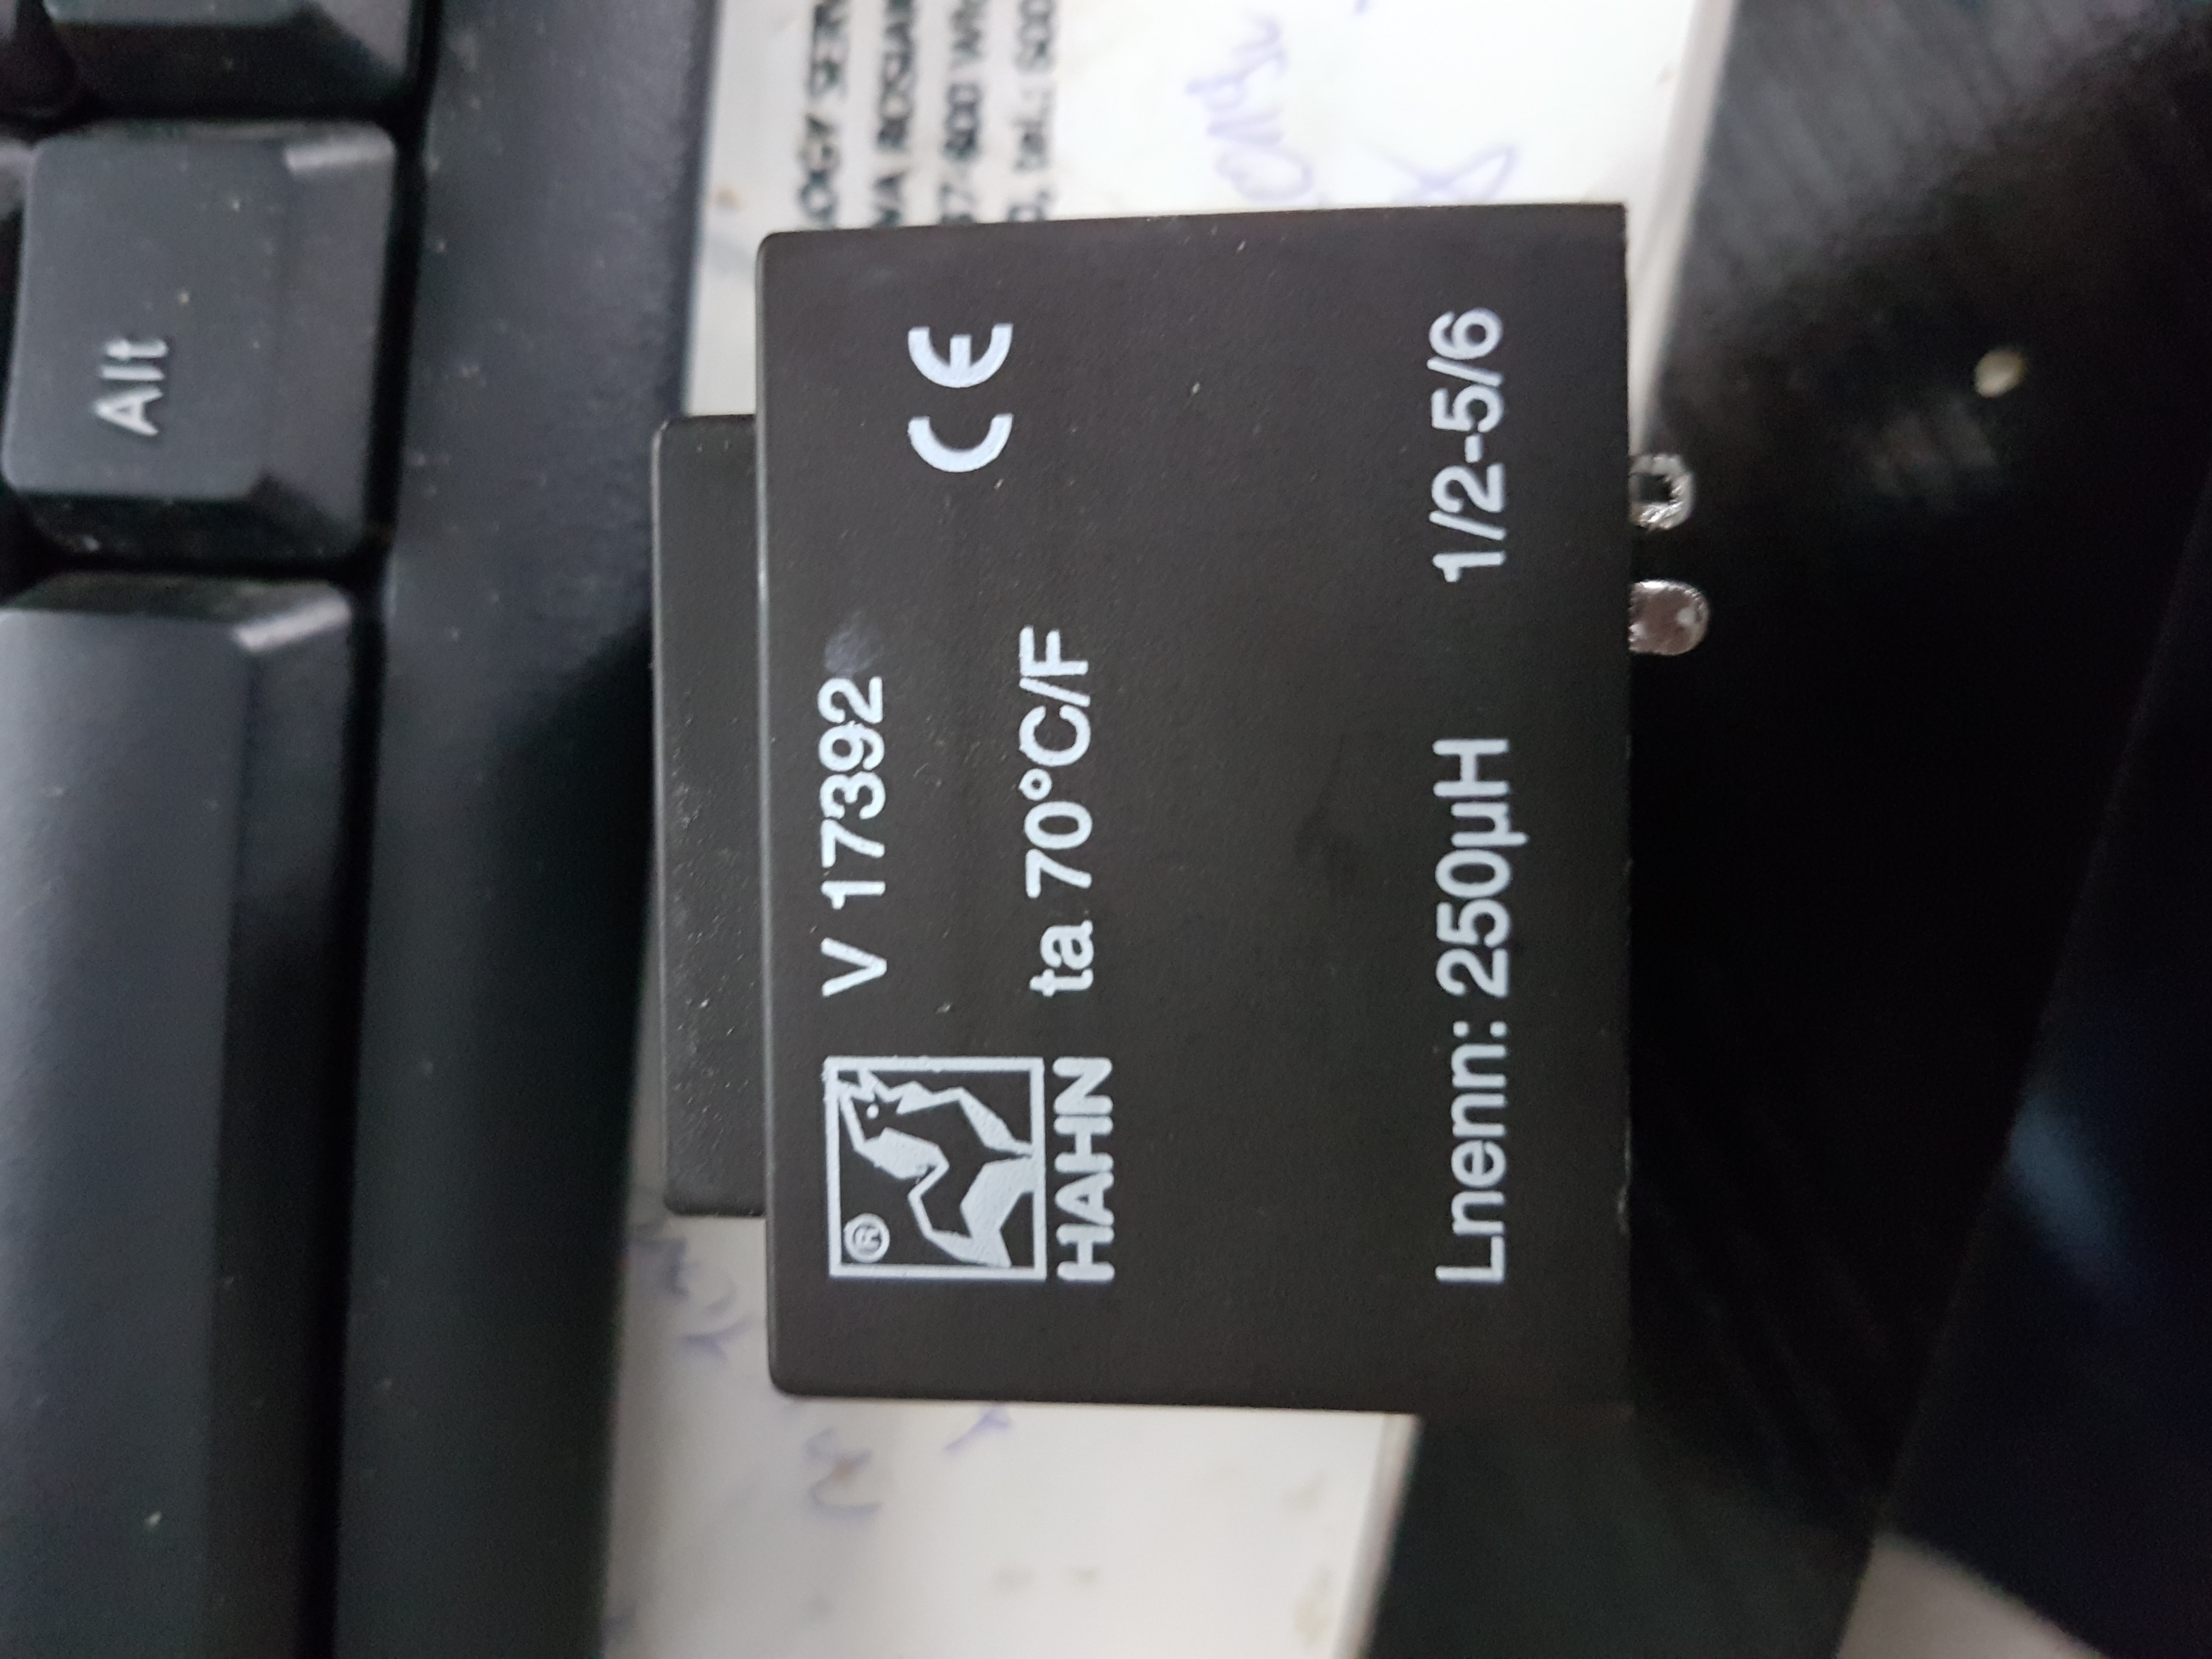 V 17392
CE
ta 70°C/F
®
HAHN
Lnenn: 250µH 1/2-5/6
Alt